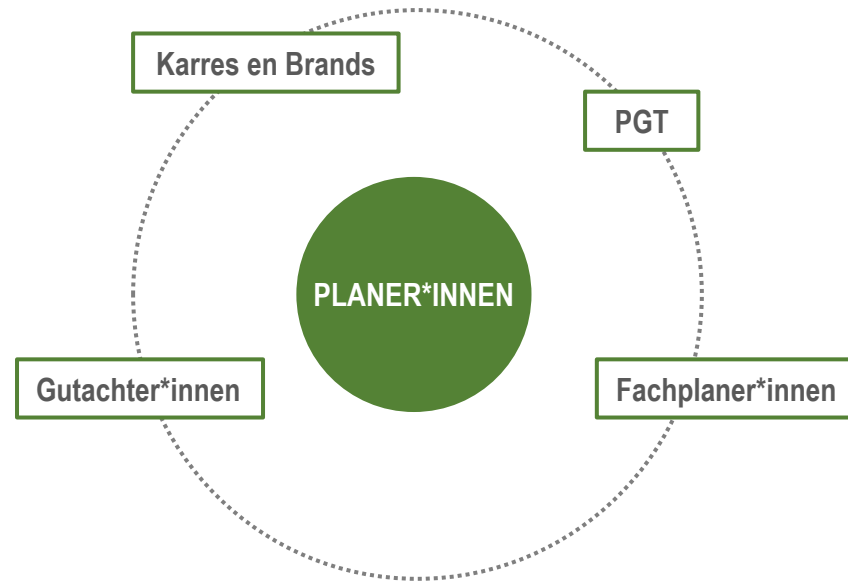 Karres en Brands
PGT
PLANER*INNEN
Gutachter*innen
Fachplaner*innen